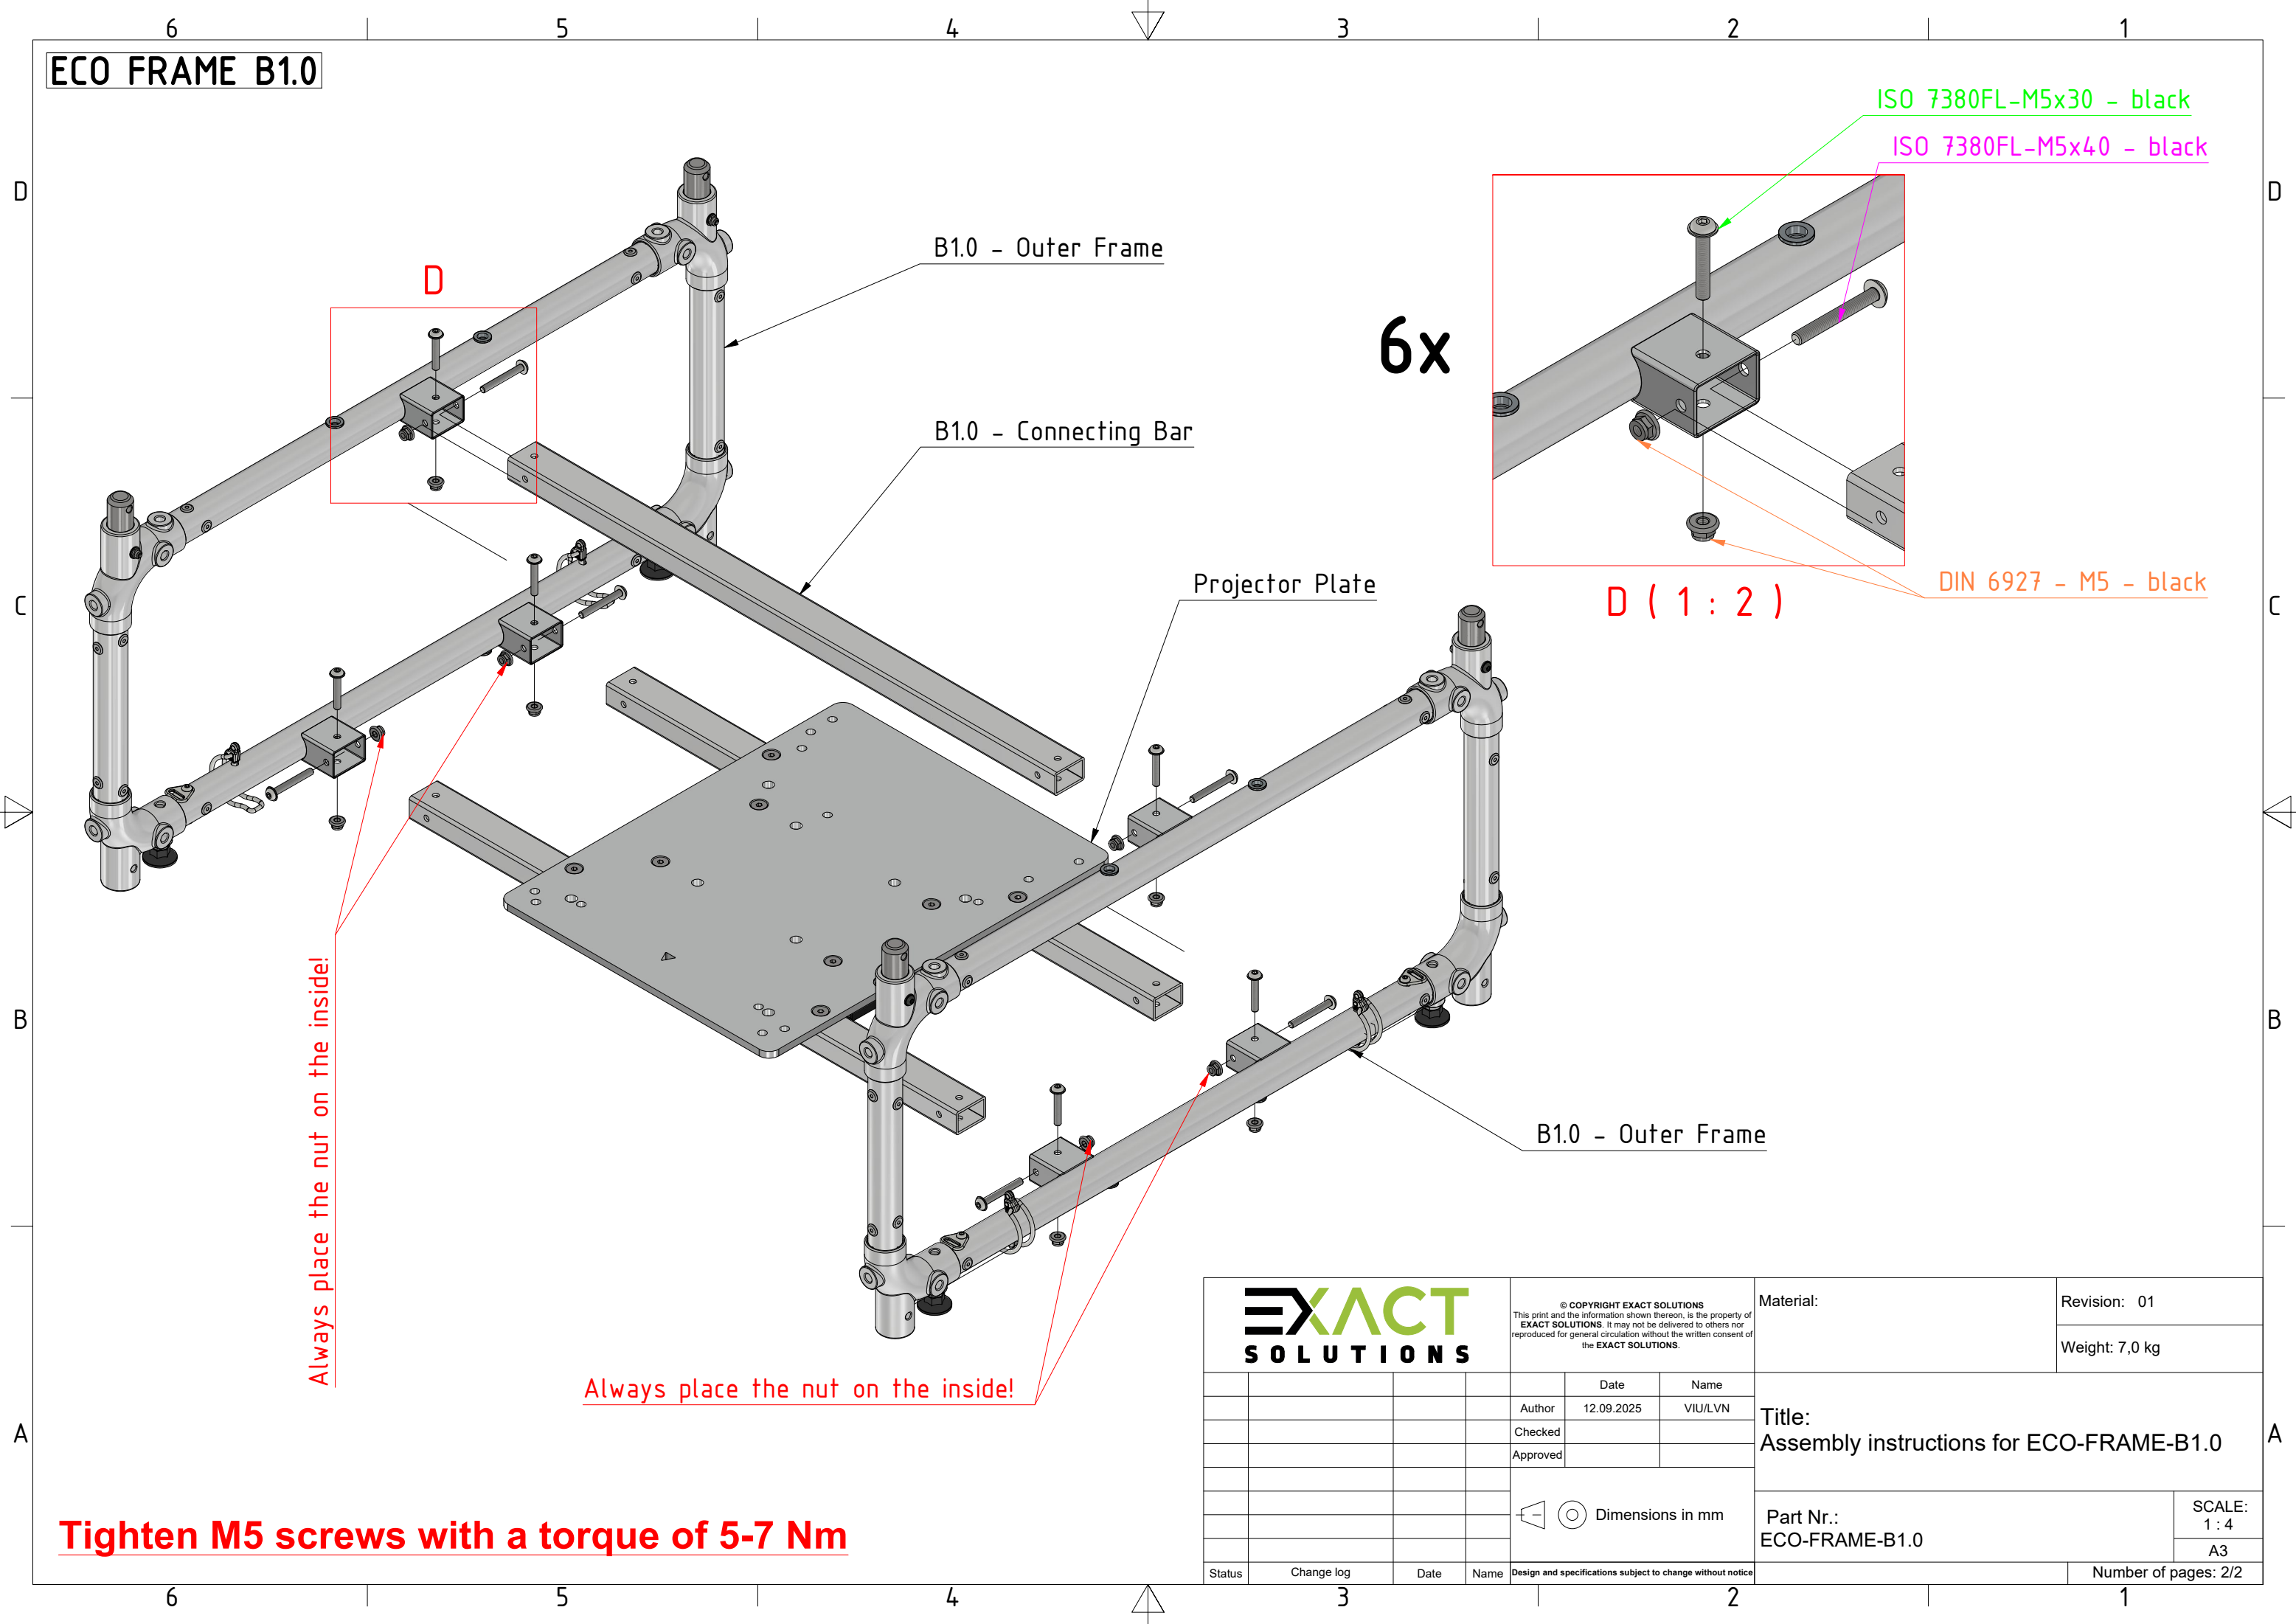 6 5 4 3 2 1
ECO FRAME B1.0
ISO 7380FL-M5x30 - black
ISO 7380FL-M5x40 - black
D D
B1.0 - Outer Frame
D
6x
B1.0 - Connecting Bar
Projector Plate
DIN 6927 - M5 - black
D ( 1 : 2 )
C C
Always place the nut on the inside!
B B
B1.0 - Outer Frame
Always place the nut on the inside!
A A
Tighten M5 screws with a torque of 5-7 Nm
EXACT
SOLUTIONS
© COPYRIGHT EXACT SOLUTIONS
This print and the information shown thereon, is the property of
EXACT SOLUTIONS. It may not be delivered to others nor
reproduced for general circulation without the written consent of
the EXACT SOLUTIONS.
Material:
Revision: 01
Weight: 7,0 kg
Date Name
Author 12.09.2025 VIU/LVN
Checked
Approved
Title:
Assembly instructions for ECO-FRAME-B1.0
Dimensions in mm
Part Nr.:
ECO-FRAME-B1.0
SCALE:
1 : 4
A3
Status Change log Date Name
Design and specifications subject to change without notice
Number of pages: 2/2
6 5 4 3 2 1